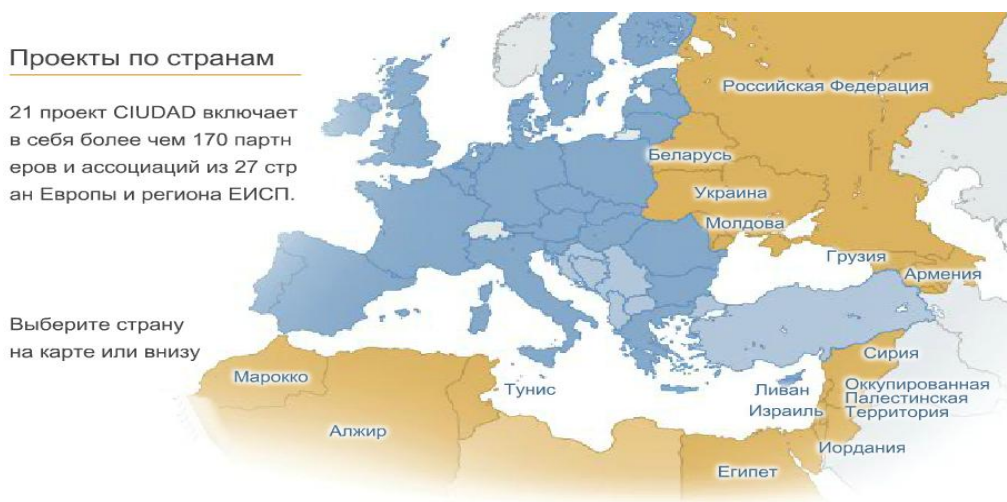 Проекты по странам
21 проект CIUDAD включает
в себя более чем 170 партн
еров и ассоциаций из 27 стр
ан Европы и региона ЕИСП.
Выберите страну
на карте или внизу
Российская Федерация
Беларусь
Украина
Молдова
Грузия
Армения
Сирия
Марокко
Тунис
Ливан
Оккупированная
Палестинская
Территория
Израиль
Алжир
Иордания
Египет